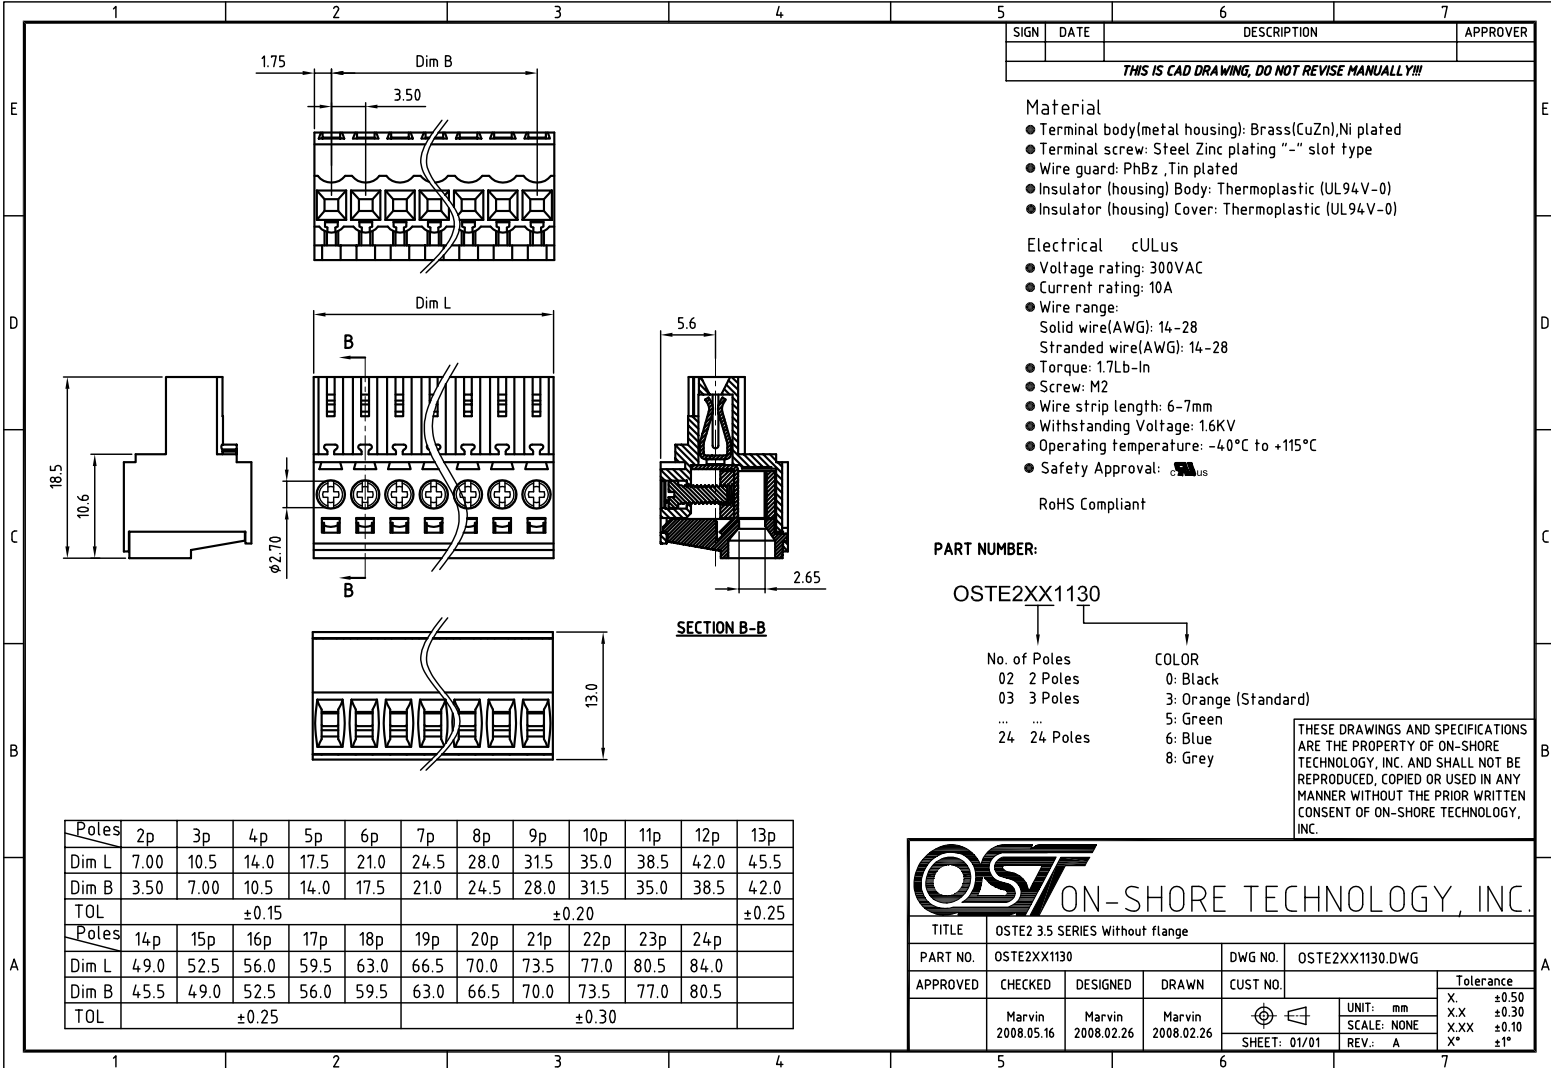 1 2 3 4 5 6 7
SIGN DATE DESCRIPTION APPROVER
THIS IS CAD DRAWING, DO NOT REVISE MANUALLY!!!
E E
D D
C C
B B
A A
1.75 Dim B
3.50
Dim L
B
B
18.5
10.6
ø2.70
5.6
2.65
SECTION B-B
13.0
Material
Terminal body(metal housing): Brass(CuZn),Ni plated
Terminal screw: Steel Zinc plating "-" slot type
Wire guard: PhBz ,Tin plated
Insulator (housing) Body: Thermoplastic (UL94V-0)
Insulator (housing) Cover: Thermoplastic (UL94V-0)
Electrical cULus
Voltage rating: 300VAC
Current rating: 10A
Wire range:
Solid wire(AWG): 14-28
Stranded wire(AWG): 14-28
Torque: 1.7Lb-In
Screw: M2
Wire strip length: 6-7mm
Withstanding Voltage: 1.6KV
Operating temperature: -40°C to +115°C
Safety Approval: c us
RoHS Compliant
PART NUMBER:
OSTE2XX1130
No. of Poles
02 2 Poles
03 3 Poles
... ...
24 24 Poles
COLOR
0: Black
3: Orange (Standard)
5: Green
6: Blue
8: Grey
THESE DRAWINGS AND SPECIFICATIONS
ARE THE PROPERTY OF ON-SHORE
TECHNOLOGY, INC. AND SHALL NOT BE
REPRODUCED, COPIED OR USED IN ANY
MANNER WITHOUT THE PRIOR WRITTEN
CONSENT OF ON-SHORE TECHNOLOGY,
INC.
Poles 2p 3p 4p 5p 6p 7p 8p 9p 10p 11p 12p 13p
Dim L 7.00 10.5 14.0 17.5 21.0 24.5 28.0 31.5 35.0 38.5 42.0 45.5
Dim B 3.50 7.00 10.5 14.0 17.5 21.0 24.5 28.0 31.5 35.0 38.5 42.0
TOL ±0.15 ±0.20 ±0.25
Poles 14p 15p 16p 17p 18p 19p 20p 21p 22p 23p 24p
Dim L 49.0 52.5 56.0 59.5 63.0 66.5 70.0 73.5 77.0 80.5 84.0
Dim B 45.5 49.0 52.5 56.0 59.5 63.0 66.5 70.0 73.5 77.0 80.5
TOL ±0.25 ±0.30
OST ON-SHORE TECHNOLOGY, INC.
TITLE OSTE2 3.5 SERIES Without flange
PART NO. OSTE2XX1130 DWG NO. OSTE2XX1130.DWG
APPROVED CHECKED DESIGNED DRAWN CUST NO.
Marvin Marvin Marvin
2008.05.16 2008.02.26 2008.02.26
UNIT: mm
SCALE: NONE
SHEET: 01/01 REV.: A
Tolerance
X. ±0.50
X.X ±0.30
X.XX ±0.10
X° ±1°
1 2 3 4 5 6 7